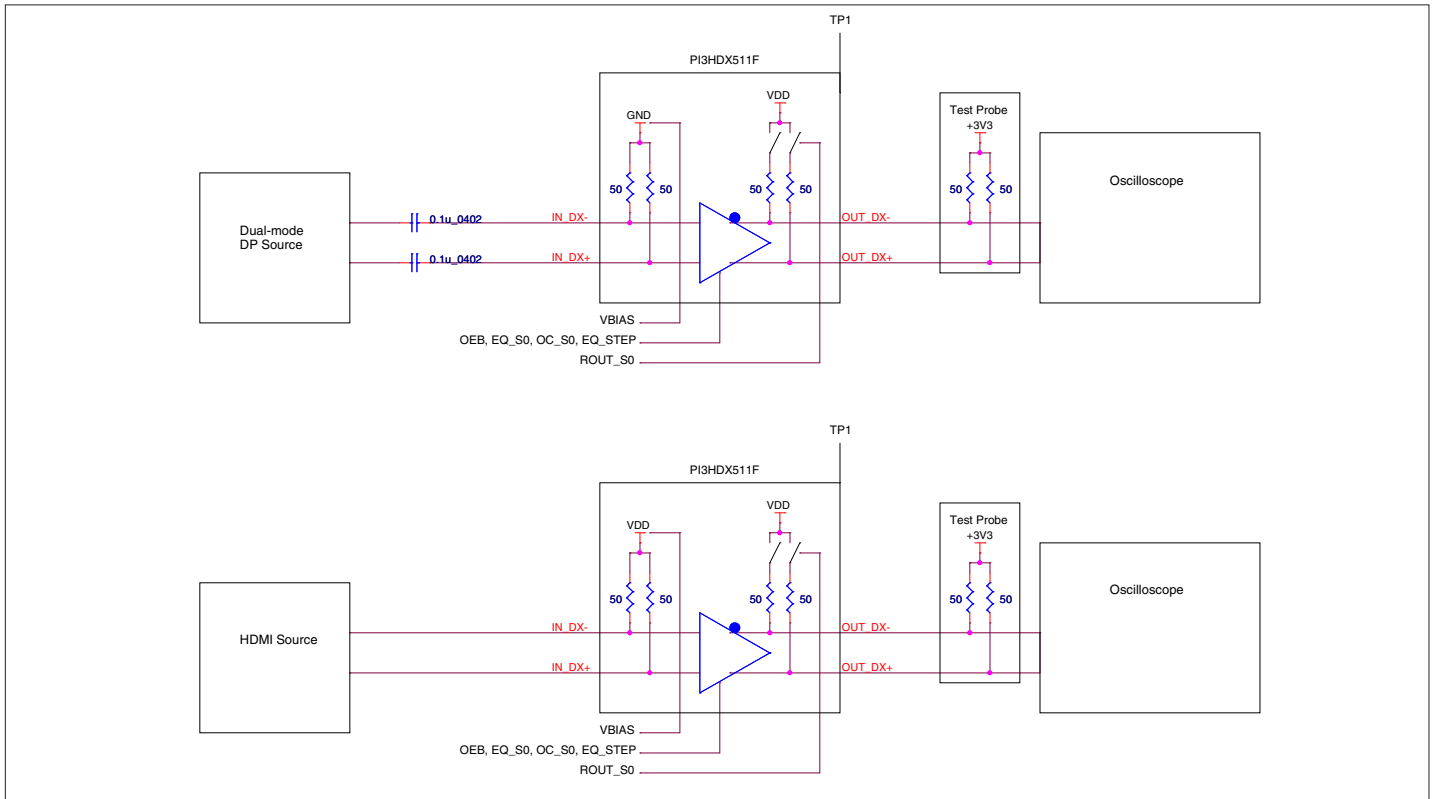 TP1
PI3HDX511F
VDD
GND
Test Probe
+3V3
50 50 50 50 50 50
Oscilloscope
Dual-mode
DP Source
0.1u_0402
IN_DX-
OUT_DX-
0.1u_0402
IN_DX+
OUT_DX+
VBIAS
OEB, EQ_S0, OC_S0, EQ_STEP
ROUT_S0
TP1
PI3HDX511F
VDD
VDD
Test Probe
+3V3
50 50 50 50 50 50
Oscilloscope
HDMI Source
IN_DX-
OUT_DX-
IN_DX+
OUT_DX+
VBIAS
OEB, EQ_S0, OC_S0, EQ_STEP
ROUT_S0